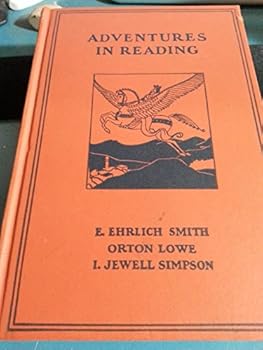 ADVENTURES
IN READING
E. EHRLICH SMITH
ORTON LOWE
I. JEWELL SIMPSON